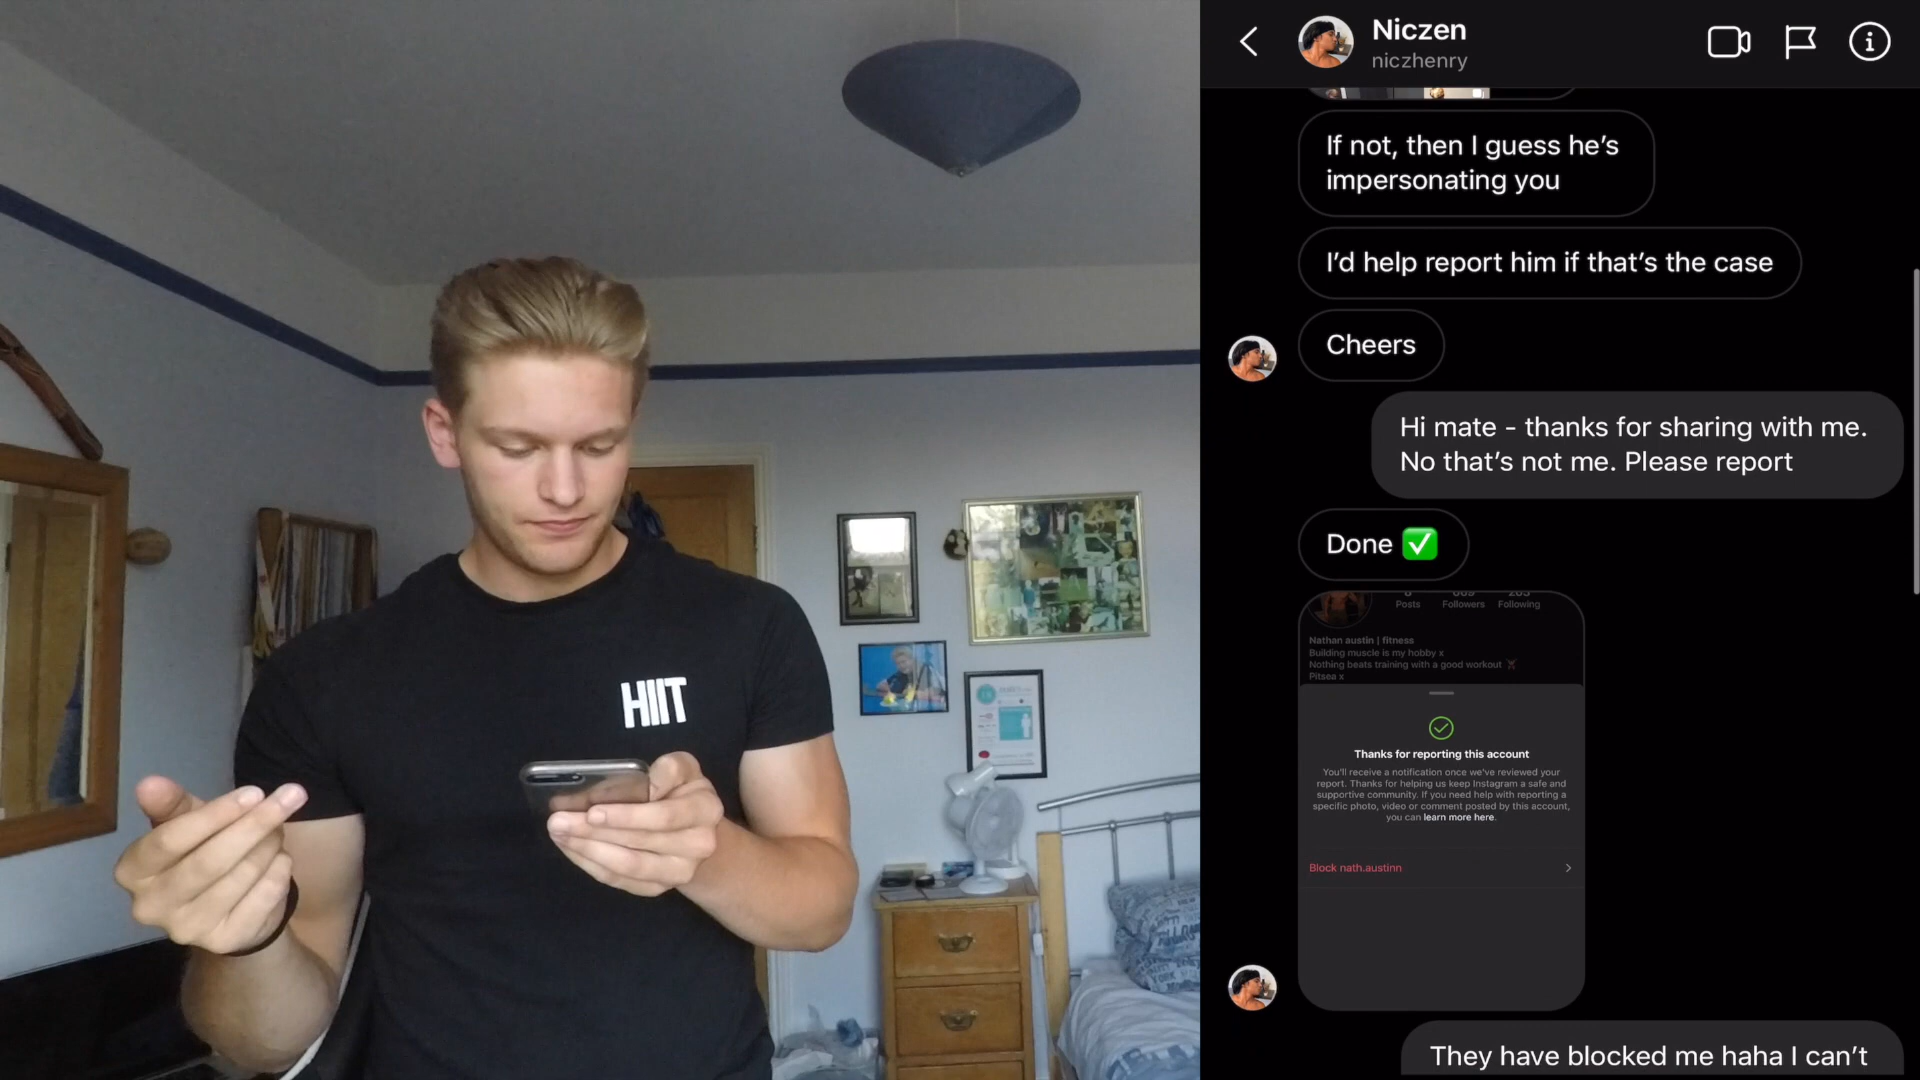 HIIT
Niczen
niczhenry
If not, then I guess he's
impersonating you
I'd help report him if that's the case
Cheers
Hi mate - thanks for sharing with me.
No that's not me. Please report
Done ✅
Posts Followers Following
Nathan austin | fitness
Building muscle is my hobby x
Nothing beats training with a good workout
Pitsea x
Thanks for reporting this account
You'll receive a notification once we've reviewed your
report. Thanks for helping us keep Instagram a safe and
supportive community. If you need help with reporting a
specific photo, video or comment posted by this account,
you can learn more here.
Block nath.austinn
They have blocked me haha I can't